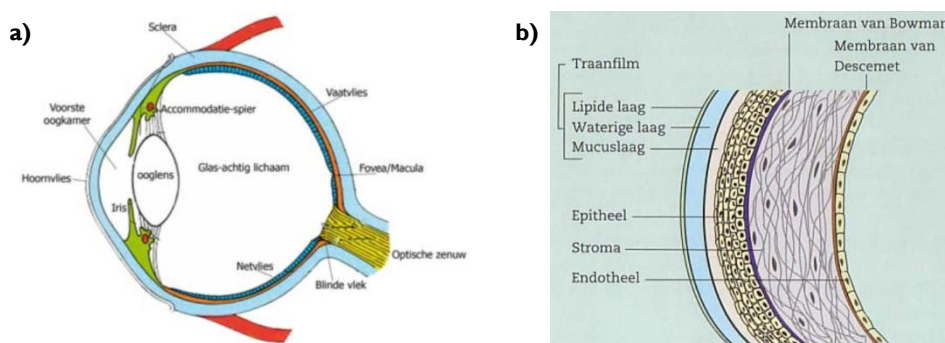 a)
Sclera
Voorste
oogkamer
Accommodatie-spier
Vaatvlies
Hoornvlies
ooglens
Glas-achtig lichaam
Fovea/Macula
Iris
Netvlies
Blinde vlek
Optische zenuw
b)
Membraan van Bowman
Membraan van
Descemet
Traanfilm
Lipide laag
Waterige laag
Mucuslaag
Epitheel
Stroma
Endotheel